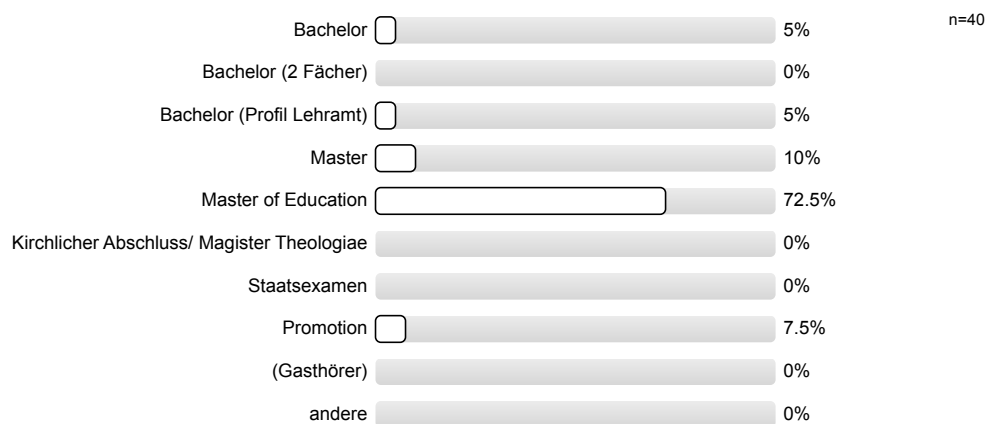 n=40
Bachelor 5%
Bachelor (2 Fächer) 0%
Bachelor (Profil Lehramt) 5%
Master 10%
Master of Education 72.5%
Kirchlicher Abschluss/ Magister Theologiae 0%
Staatsexamen 0%
Promotion 7.5%
(Gasthörer) 0%
andere 0%